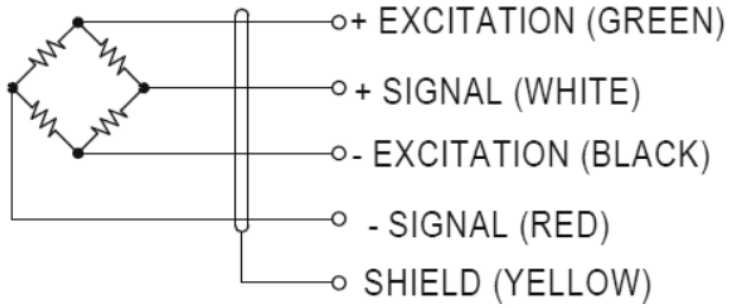 + EXCITATION (GREEN)
+ SIGNAL (WHITE)
- EXCITATION (BLACK)
- SIGNAL (RED)
SHIELD (YELLOW)